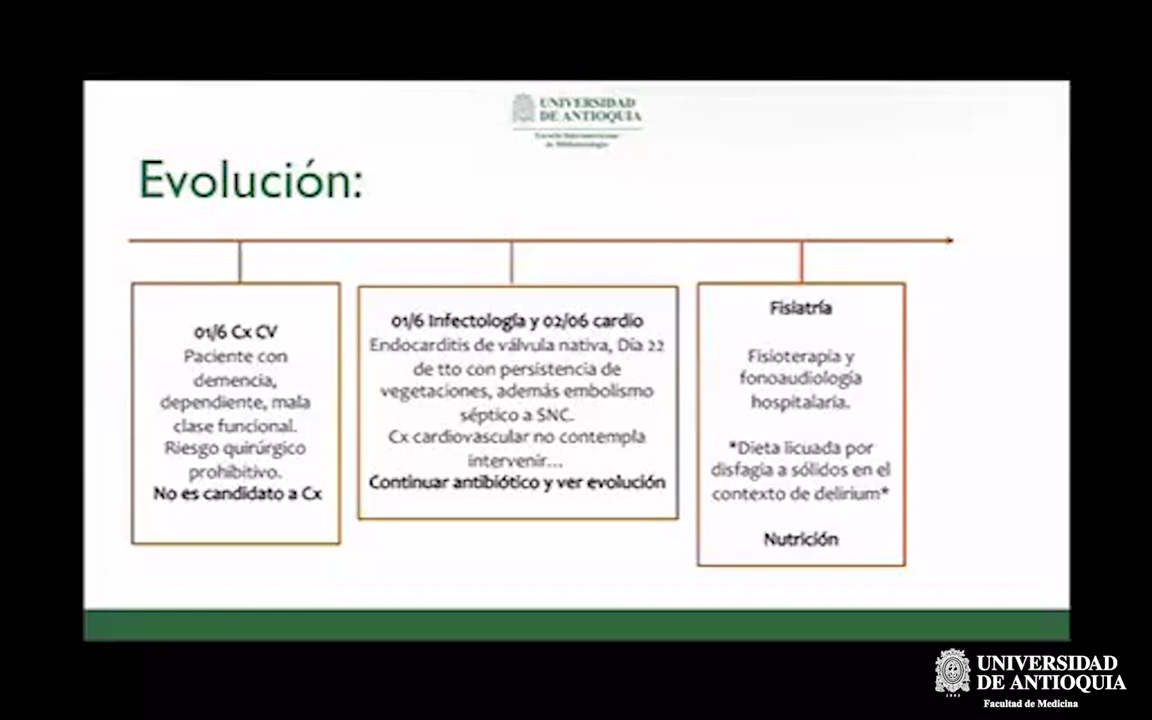 UNIVERSIDAD
DE ANTIOQUIA
Evolución:
01/6 Cx CV
Paciente con
demencia,
dependiente, mala
clase funcional.
Riesgo quirúrgico
prohibitivo.
No es candidato a Cx
01/6 Infectología y 02/06 cardio
Endocarditis de válvula nativa, Día 22
de tto con persistencia de
vegetaciones, además embolismo
séptico a SNC.
Cx cardiovascular no contempla
intervenir...
Continuar antibiótico y ver evolución
Fisiatría
Fisioterapia y
fonoaudiología
hospitalaria.
*Dieta licuada por
disfagia a sólidos en el
contexto de delirium*
Nutrición
UNIVERSIDAD
DE ANTIOQUIA
1803
Facultad de Medicina